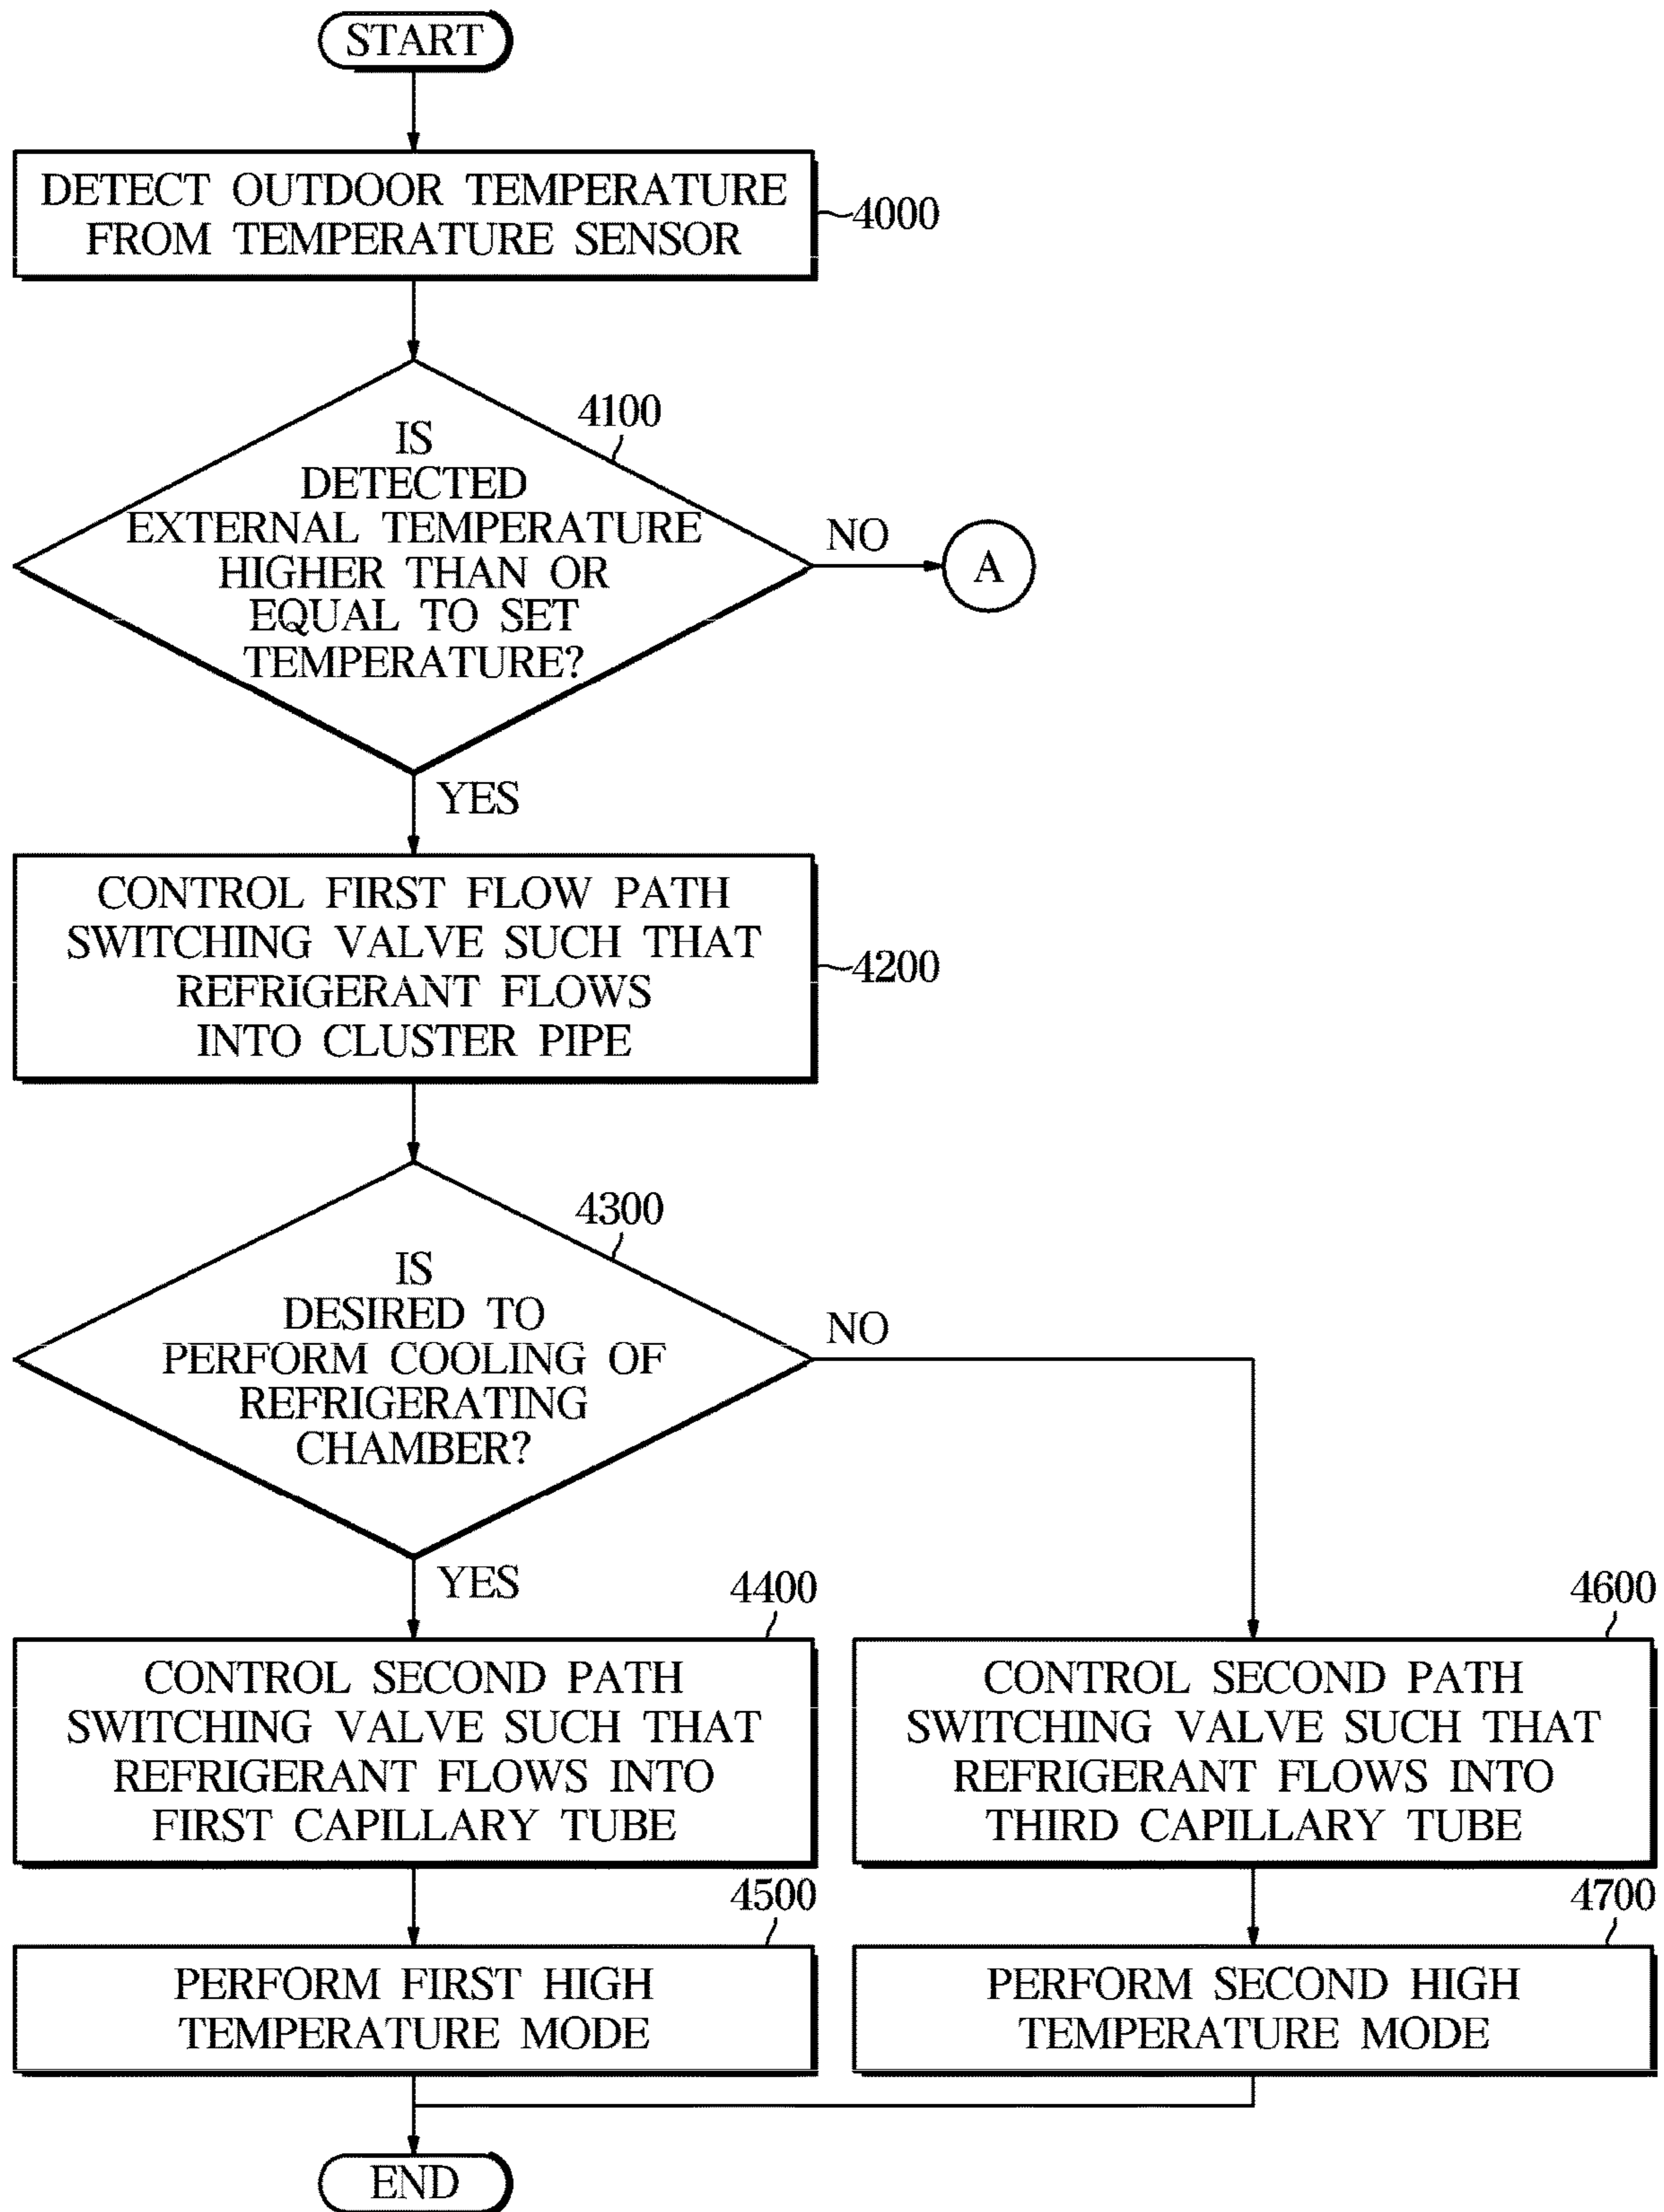 START
DETECT OUTDOOR TEMPERATURE
FROM TEMPERATURE SENSOR
4000
4100
IS
DETECTED
EXTERNAL TEMPERATURE
HIGHER THAN OR
EQUAL TO SET
TEMPERATURE?
NO
A
YES
CONTROL FIRST FLOW PATH
SWITCHING VALVE SUCH THAT
REFRIGERANT FLOWS
INTO CLUSTER PIPE
4200
4300
IS
DESIRED TO
PERFORM COOLING OF
REFRIGERATING
CHAMBER?
NO
YES
4400
CONTROL SECOND PATH
SWITCHING VALVE SUCH THAT
REFRIGERANT FLOWS INTO
FIRST CAPILLARY TUBE
4600
CONTROL SECOND PATH
SWITCHING VALVE SUCH THAT
REFRIGERANT FLOWS INTO
THIRD CAPILLARY TUBE
4500
PERFORM FIRST HIGH
TEMPERATURE MODE
4700
PERFORM SECOND HIGH
TEMPERATURE MODE
END